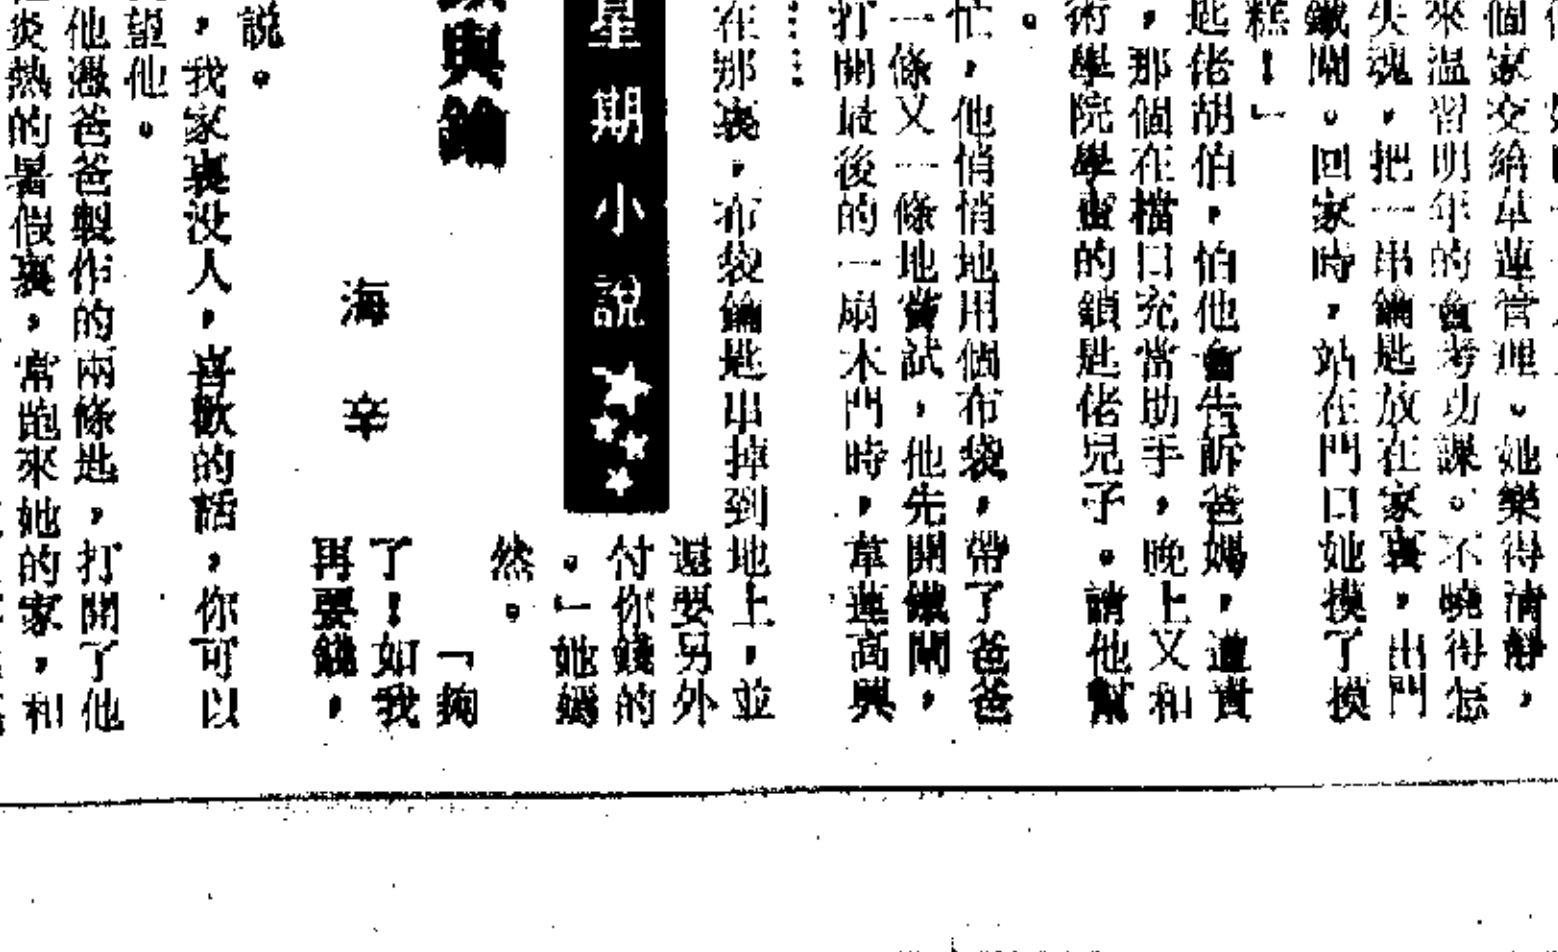 個家交給韋蓮管理。她樂得清靜，
來溫習明年的會考功課。不曉得怎
失魂，把一串鑰匙放在家裏，出門
鐵閘。回家時，站在門口她摸了摸
糕！」
匙佬胡伯，怕他會告訴爸媽，遭責
，那個在檔口充當助手，晚上又和
術學院學畫的鎖匙佬兒子。請他幫
。
忙，他悄悄地用個布袋，帶了爸爸
一條又一條地嘗試，他先開鐵閘，
打開最後的一扇木門時，韋蓮高興
……
在那裏，布袋鑰匙串掉到地上，並
還要另外
付你錢的
。」她嫣
然。
星期小說
與鑰
海辛
「夠
了！如我
再要錢，
說。
，我家裏沒人，喜歡的話，你可以
望他。
他憑爸爸製作的兩條匙，打開了他
炎熱的暑假裏，常跑來她的家，和